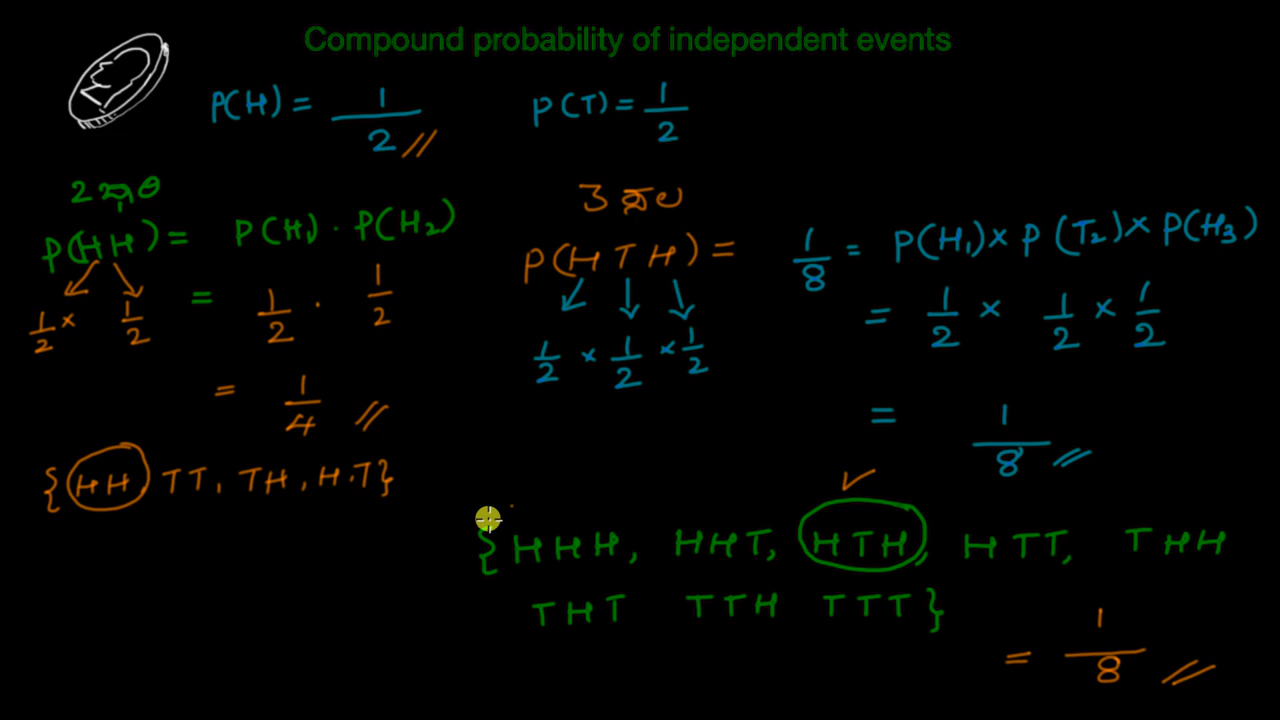 Compound probability of independent events
P(H) = 1/2 //
P(T) = 1/2
P(HH) = P(H₁) · P(H₂)
1/2 × 1/2
= 1/2 · 1/2
= 1/4 //
{HH, TT, TH, H.T}
P(HTH) = 1/8 = P(H₁) × P(T₂) × P(H₃)
1/2 × 1/2 × 1/2
= 1/2 × 1/2 × 1/2
= 1/8 //
{HHH, HHT, HTH, HTT, THH
THT TTH TTT}
= 1/8 //